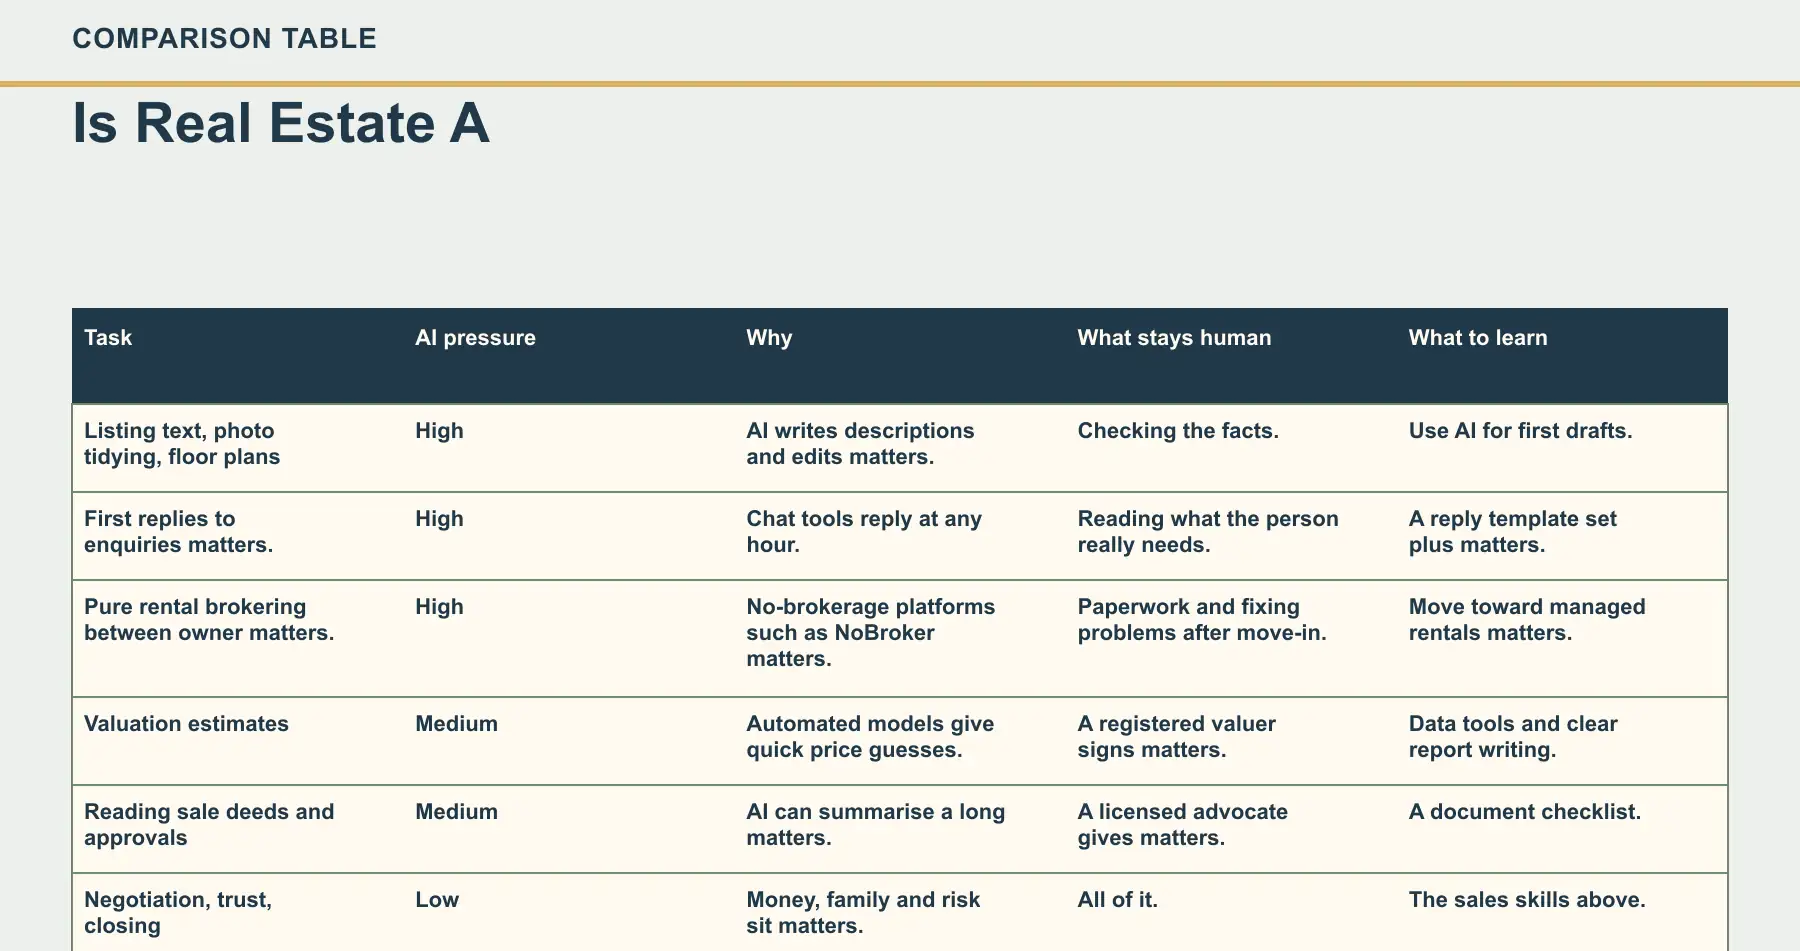 COMPARISON TABLE
Is Real Estate A
Task
AI pressure
Why
What stays human
What to learn
Listing text, photo
tidying, floor plans
High
AI writes descriptions
and edits matters.
Checking the facts.
Use AI for first drafts.
First replies to
enquiries matters.
High
Chat tools reply at any
hour.
Reading what the person
really needs.
A reply template set
plus matters.
Pure rental brokering
between owner matters.
High
No-brokerage platforms
such as NoBroker
matters.
Paperwork and fixing
problems after move-in.
Move toward managed
rentals matters.
Valuation estimates
Medium
Automated models give
quick price guesses.
A registered valuer
signs matters.
Data tools and clear
report writing.
Reading sale deeds and
approvals
Medium
AI can summarise a long
matters.
A licensed advocate
gives matters.
A document checklist.
Negotiation, trust,
closing
Low
Money, family and risk
sit matters.
All of it.
The sales skills above.